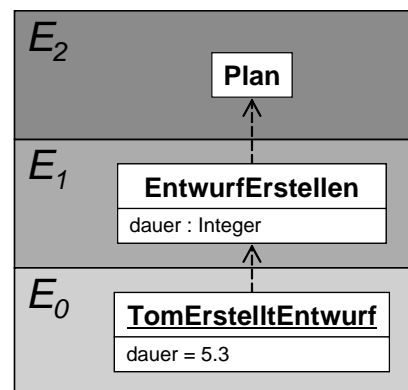 E2
Plan
E1
EntwurfErstellen
dauer : Integer
E0
TomErstelltEntwurf
dauer = 5.3